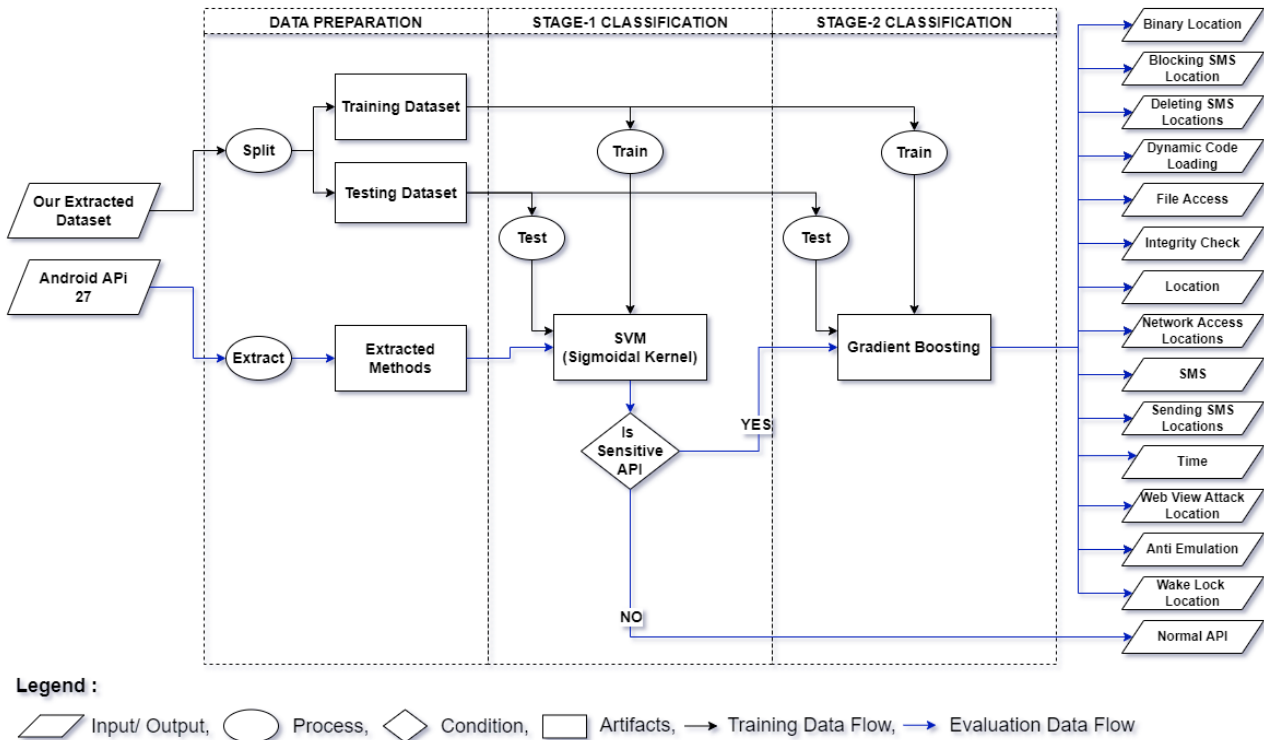 DATA PREPARATION
STAGE-1 CLASSIFICATION
STAGE-2 CLASSIFICATION
Our Extracted
Dataset
Android APi
27
Split
Extract
Training Dataset
Testing Dataset
Extracted
Methods
Train
Test
SVM
(Sigmoidal Kernel)
Is
Sensitive
API
YES
NO
Train
Test
Gradient Boosting
Binary Location
Blocking SMS
Location
Deleting SMS
Locations
Dynamic Code
Loading
File Access
Integrity Check
Location
Network Access
Locations
SMS
Sending SMS
Locations
Time
Web View Attack
Location
Anti Emulation
Wake Lock
Location
Normal API
Legend :
Input/ Output, Process, Condition, Artifacts, Training Data Flow, Evaluation Data Flow